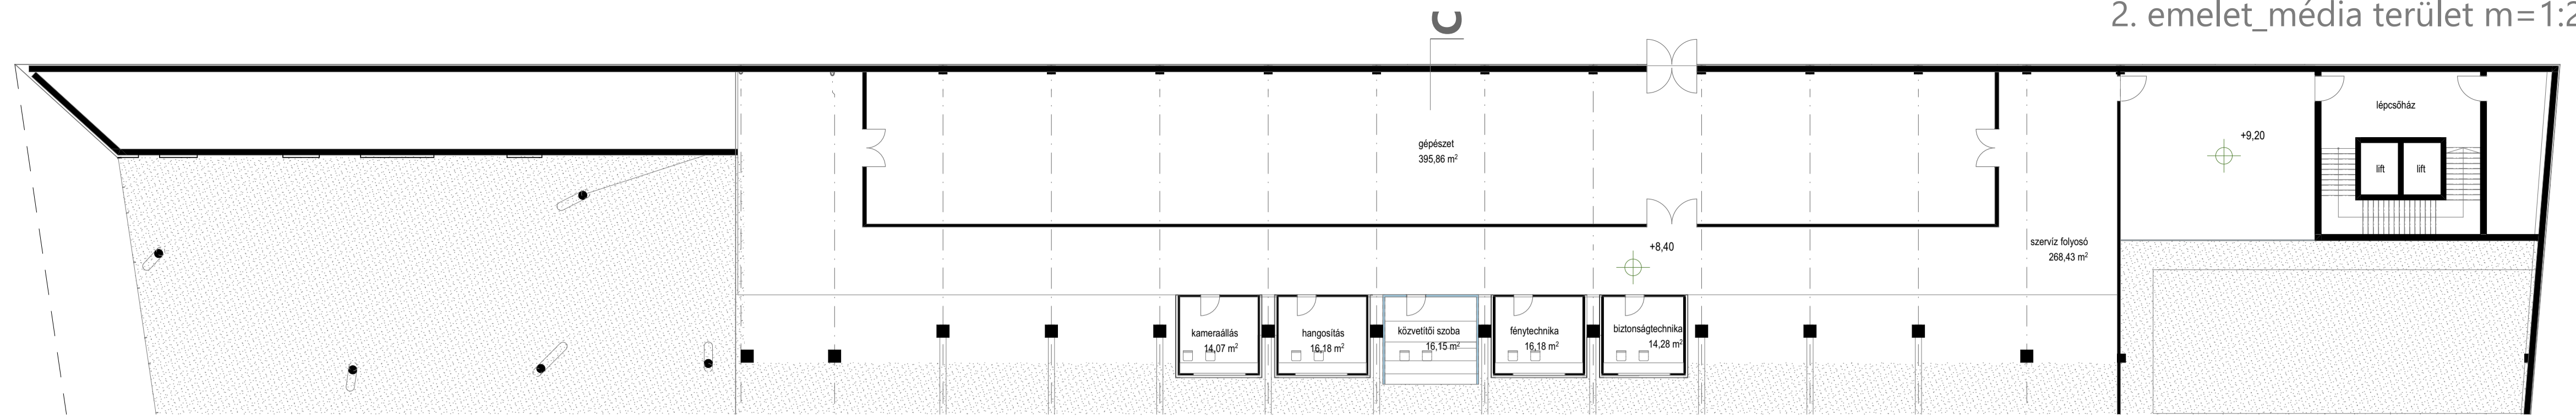 2. emelet_média terület m=1:2
C
lépcsőház
+9,20
gépészet
395,86 m²
lift
lift
+8,40
szervíz folyosó
268,43 m²
kameraállás
14,07 m²
hangosítás
16,18 m²
közvetítői szoba
16,15 m²
fénytechnika
16,18 m²
biztonságtechnika
14,28 m²